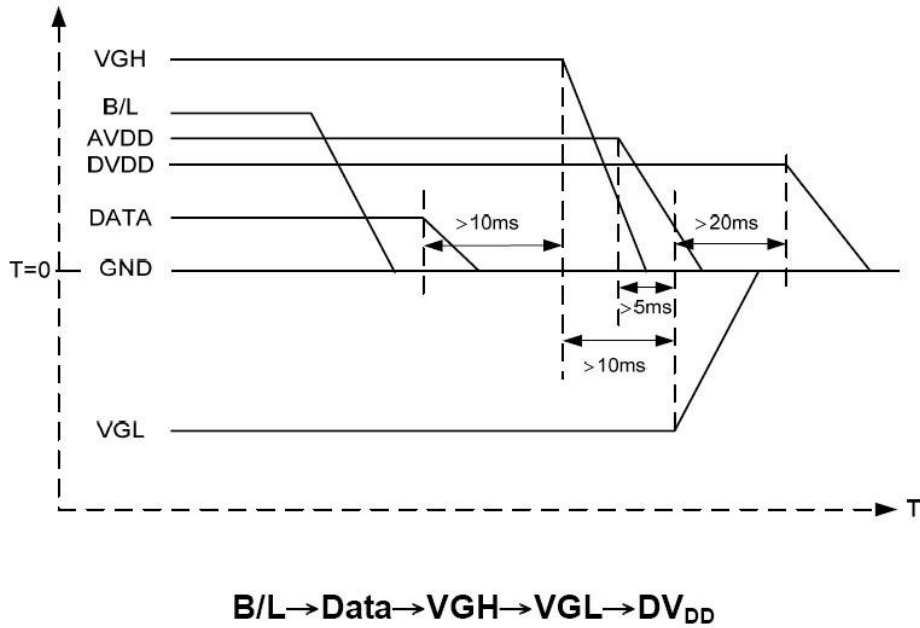 VGH
B/L
AVDD
DVDD
DATA
>10ms
>20ms
T=0
GND
>5ms
>10ms
VGL
T
B/L→Data→VGH→VGL→DVDD